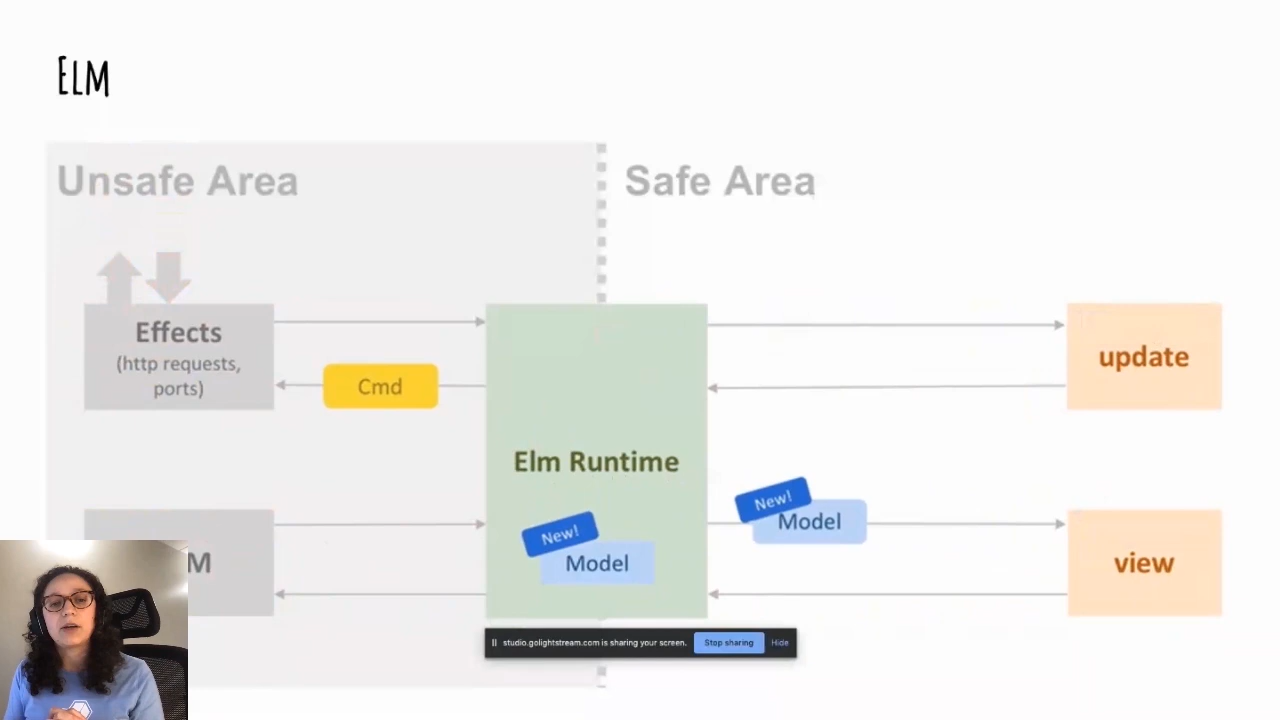 ELM
Unsafe Area
Safe Area
Effects
(http requests,
ports)
Cmd
update
Elm Runtime
New!
Model
New!
Model
M
view
studio.golightstream.com is sharing your screen.
Stop sharing
Hide